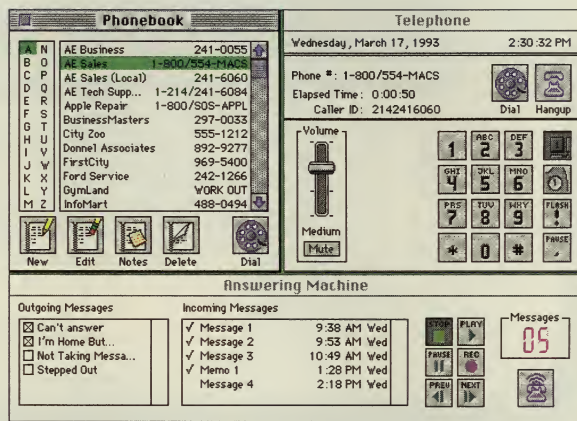 Phonebook
A N
B O
C P
D Q
E R
F S
G T
H U
I V
J W
K X
L Y
M Z
AE Business 241-0055
AE Sales 1-800/554-MACS
AE Sales (Local) 241-6060
AE Tech Supp... 1-214/241-6084
Apple Repair 1-800/SOS-APPL
BusinessMasters 297-0033
City Zoo 555-1212
Donnel Associates 892-9277
FirstCity 969-5400
Ford Service 242-1266
GymLand WORK OUT
InfoMart 488-0494
New Edit Notes Delete Dial
Telephone
Wednesday, March 17, 1993 2:30:32 PM
Phone #: 1-800/554-MACS
Elapsed Time: 0:00:50
Caller ID: 2142416060
Dial Hangup
Volume
Medium
Mute
1 ABC 2 DEF 3
GHI 4 JKL 5 MNO 6
PRS 7 TUV 8 WXY 9 FLASH !
* 0 # PAUSE ,
Answering Machine
Outgoing Messages
Can't answer
I'm Home But...
Not Taking Messa...
Stepped Out
Incoming Messages
✓ Message 1 9:38 AM Wed
✓ Message 2 9:53 AM Wed
✓ Message 3 10:49 AM Wed
✓ Memo 1 1:28 PM Wed
Message 4 2:18 PM Wed
STOP PLAY
PAUSE REC
PREV NEXT
Messages
05